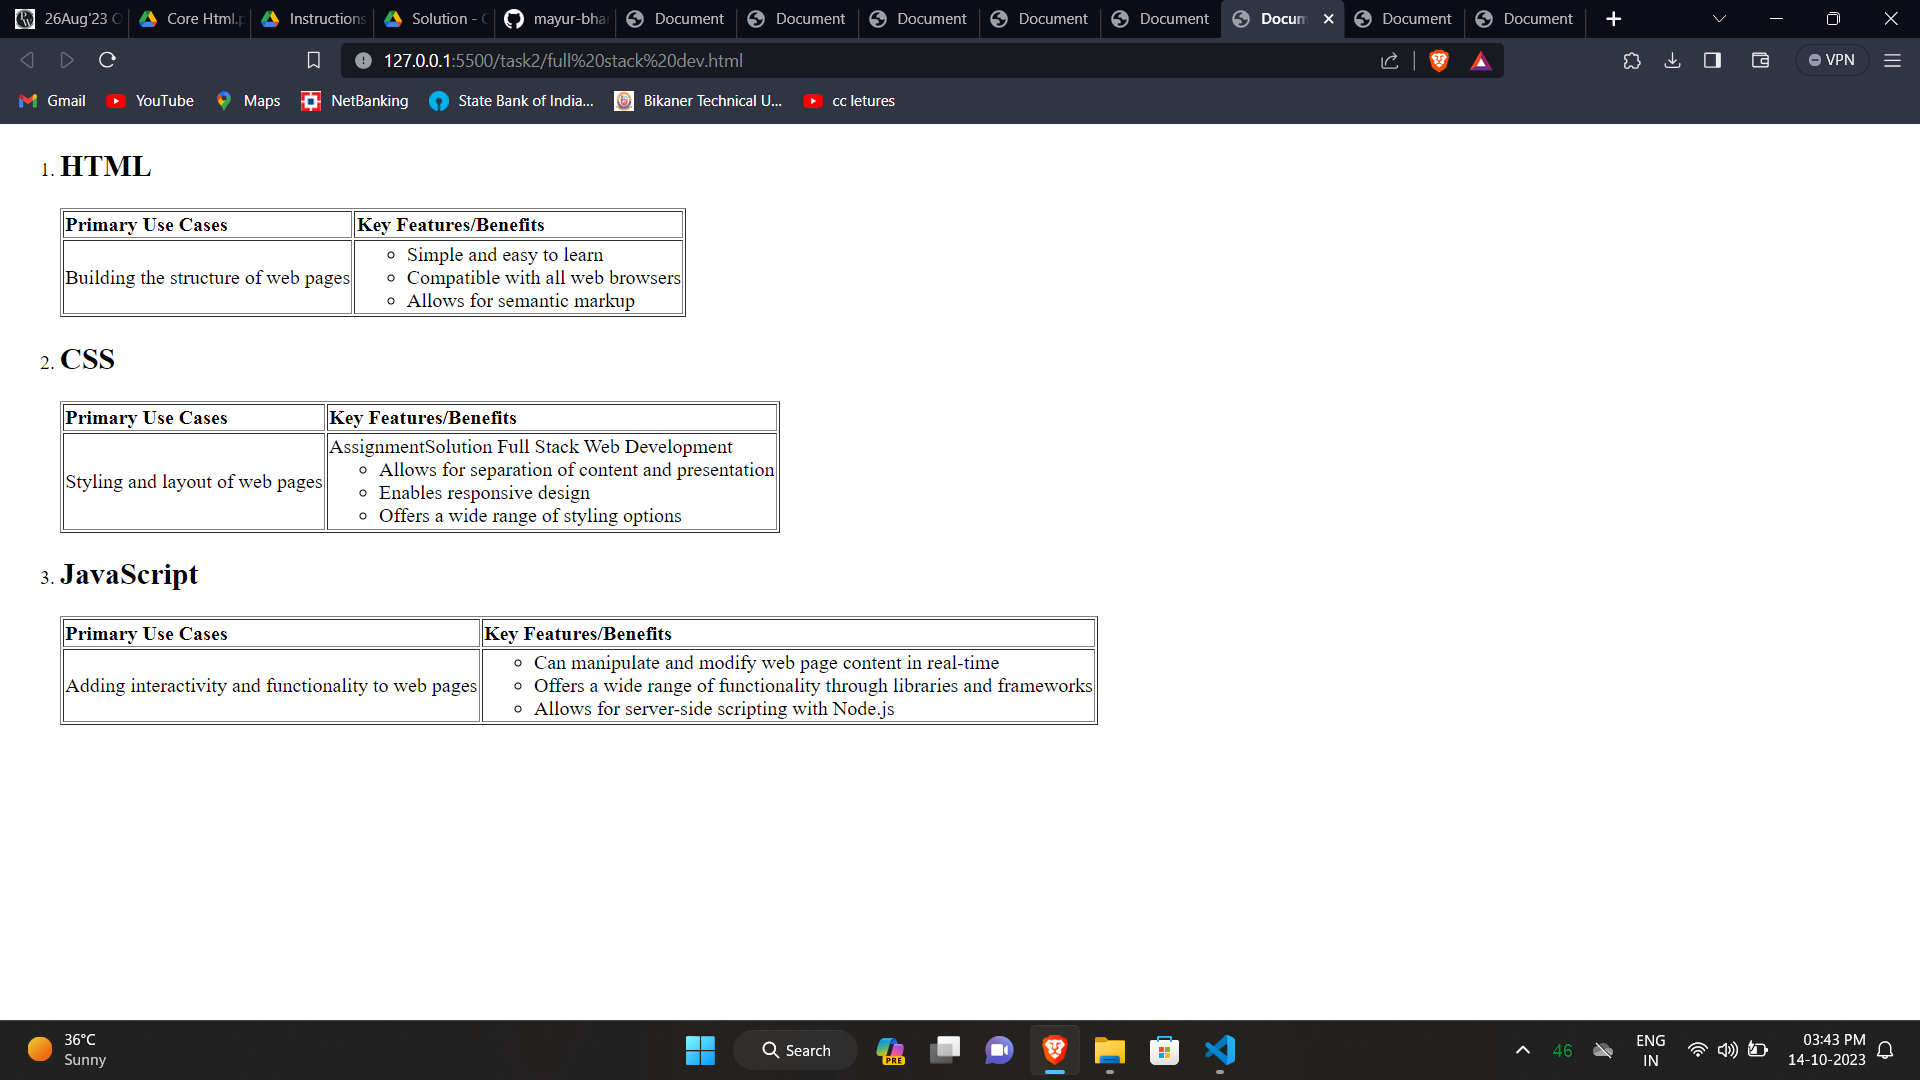 26Aug'23 O
Core Html.p
Instructions
Solution - C
mayur-bhar
Document
Document
Document
Document
Document
Docum
Document
Document
127.0.0.1:5500/task2/full%20stack%20dev.html
VPN
Gmail
YouTube
Maps
NetBanking
State Bank of India...
Bikaner Technical U...
cc letures
1. HTML
Primary Use Cases Key Features/Benefits
Building the structure of web pages
Simple and easy to learn
Compatible with all web browsers
Allows for semantic markup
2. CSS
Primary Use Cases Key Features/Benefits
Styling and layout of web pages
AssignmentSolution Full Stack Web Development
Allows for separation of content and presentation
Enables responsive design
Offers a wide range of styling options
3. JavaScript
Primary Use Cases Key Features/Benefits
Adding interactivity and functionality to web pages
Can manipulate and modify web page content in real-time
Offers a wide range of functionality through libraries and frameworks
Allows for server-side scripting with Node.js
36°C
Sunny
Search
PRE
46
ENG
IN
03:43 PM
14-10-2023